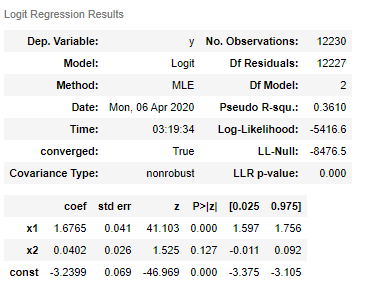 Logit Regression Results
Dep. Variable: y No. Observations: 12230
Model: Logit Df Residuals: 12227
Method: MLE Df Model: 2
Date: Mon, 06 Apr 2020 Pseudo R-squ.: 0.3610
Time: 03:19:34 Log-Likelihood: -5416.6
converged: True LL-Null: -8476.5
Covariance Type: nonrobust LLR p-value: 0.000
coef std err z P>|z| [0.025 0.975]
x1 1.6765 0.041 41.103 0.000 1.597 1.756
x2 0.0402 0.026 1.525 0.127 -0.011 0.092
const -3.2399 0.069 -46.969 0.000 -3.375 -3.105